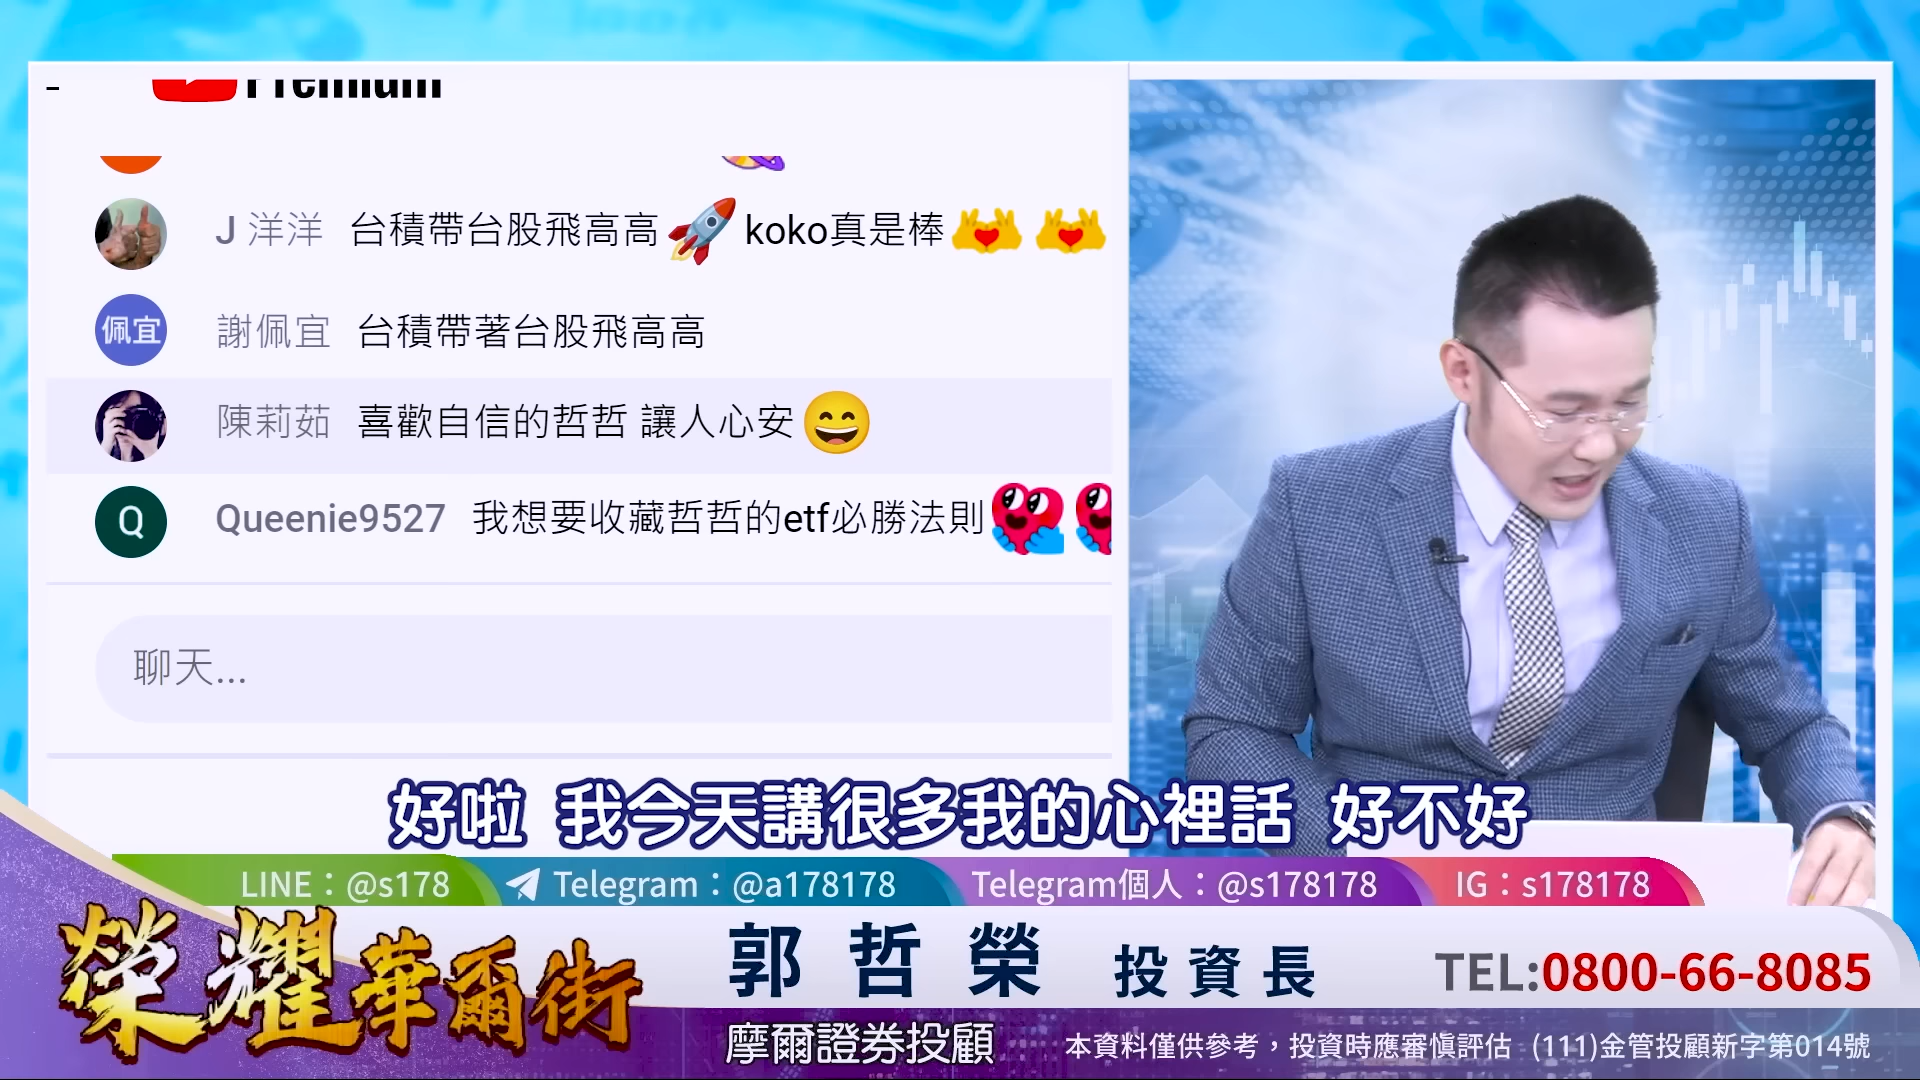 Premium
J 洋洋 台積帶台股飛高高 koko真是棒
佩宜 謝佩宜 台積帶著台股飛高高
陳莉茹 喜歡自信的哲哲 讓人心安
Q Queenie9527 我想要收藏哲哲的etf必勝法則
聊天...
好啦 我今天講很多我的心裡話 好不好
LINE：@s178 Telegram：@a178178 Telegram個人：@s178178 IG：s178178
榮耀華爾街
郭哲榮 投資長 TEL:0800-66-8085
摩爾證券投顧 本資料僅供參考，投資時應審慎評估 (111)金管投顧新字第014號